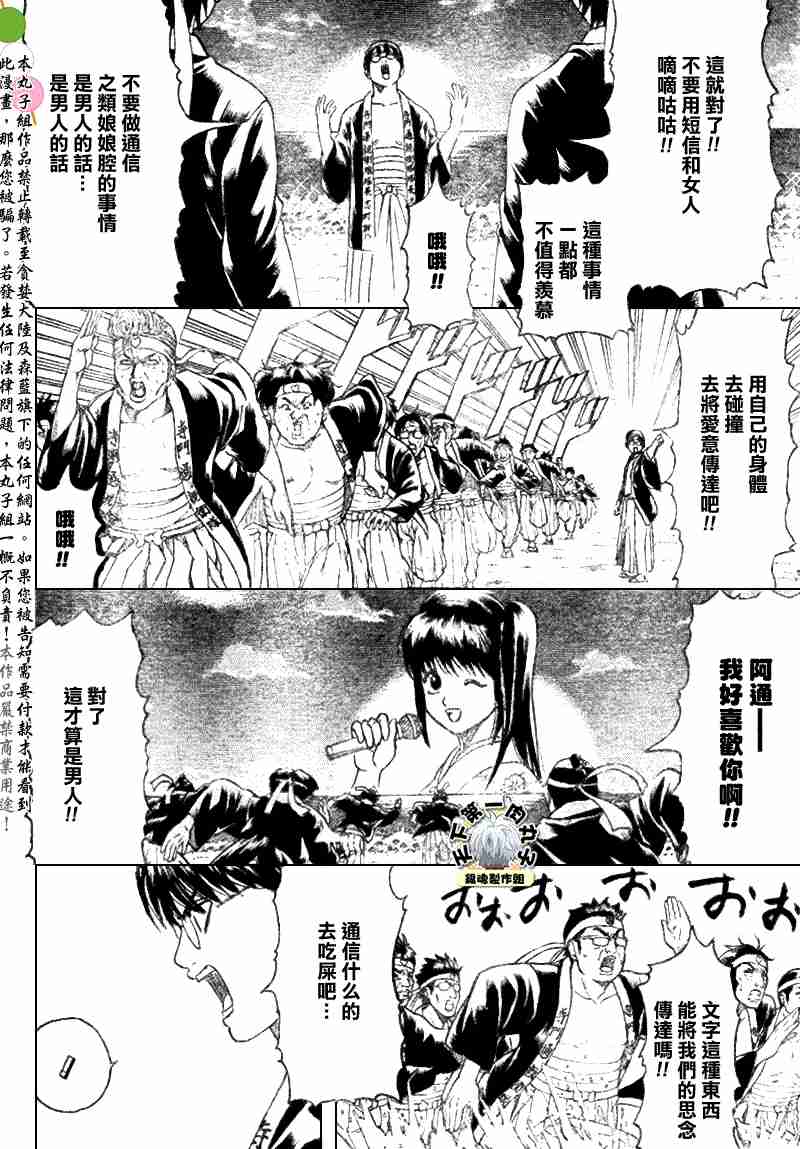 這就對了!!
不要用短信和女人
嘀嘀咕咕!!
這種事情
一點都
不值得羨慕
哦哦!!
不要做通信
之類娘娘腔的事情
是男人的話…
是男人的話
用自己的身體
去碰撞
去將愛意傳達吧!!
哦哦!!
阿通——
我好喜歡你啊!!
對了
這才算是男人!!
天下第一肉丸子
銀魂製作組
おおおおお
文字這種東西
能將我們的思念
傳達嗎!!
通信什么的
去吃屎吧…
本丸子組作品禁止轉載至貪婪大陸及森藍旗下的任何網站。如果您被告知需要付款才能看到
此漫畫，那麼您被騙了。若發生任何法律問題，本丸子組一概不負責！本作品嚴禁商業用途！